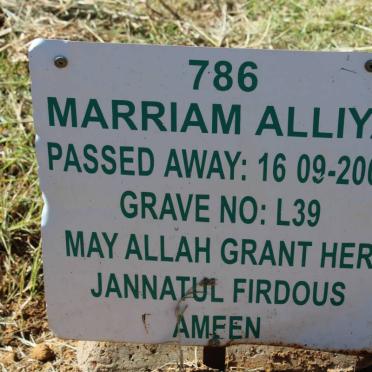 786
MARRIAM ALLIY
PASSED AWAY: 16 09-200
GRAVE NO: L39
MAY ALLAH GRANT HER
JANNATUL FIRDOUS
AMEEN